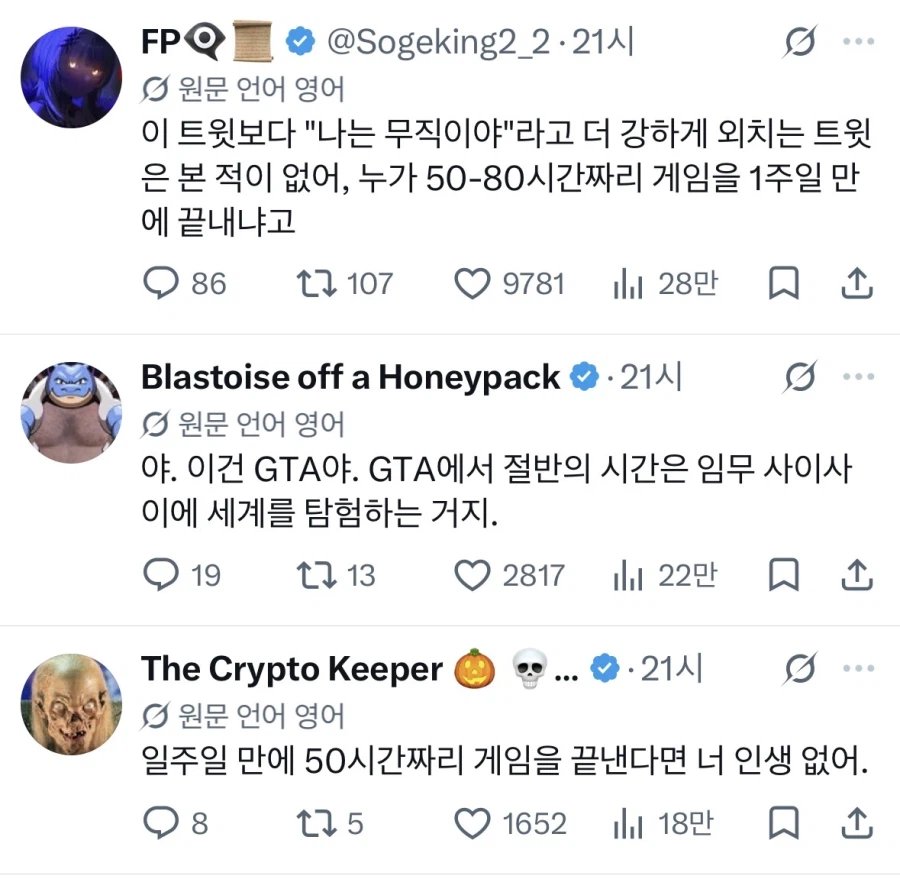 FP @Sogeking2_2 · 21시
원문 언어 영어
이 트윗보다 "나는 무직이야"라고 더 강하게 외치는 트윗
은 본 적이 없어, 누가 50-80시간짜리 게임을 1주일 만
에 끝내냐고
86 107 9781 28만
Blastoise off a Honeypack · 21시
원문 언어 영어
야. 이건 GTA야. GTA에서 절반의 시간은 임무 사이사
이에 세계를 탐험하는 거지.
19 13 2817 22만
The Crypto Keeper 🎃 💀... · 21시
원문 언어 영어
일주일 만에 50시간짜리 게임을 끝낸다면 너 인생 없어.
8 5 1652 18만